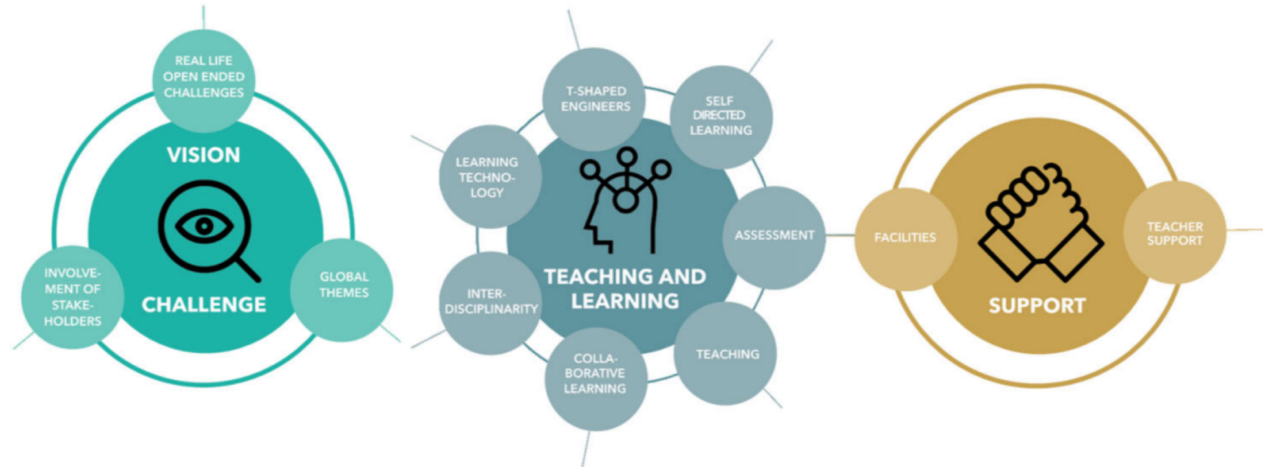 REAL LIFE
OPEN ENDED
CHALLENGES
VISION
CHALLENGE
INVOLVE-
MENT OF
STAKE-
HOLDERS
GLOBAL
THEMES
T-SHAPED
ENGINEERS
SELF
DIRECTED
LEARNING
LEARNING
TECHNO-
LOGY
ASSESSMENT
TEACHING AND
LEARNING
INTER-
DISCIPLINARITY
COLLA-
BORATIVE
LEARNING
TEACHING
FACILITIES
TEACHER
SUPPORT
SUPPORT